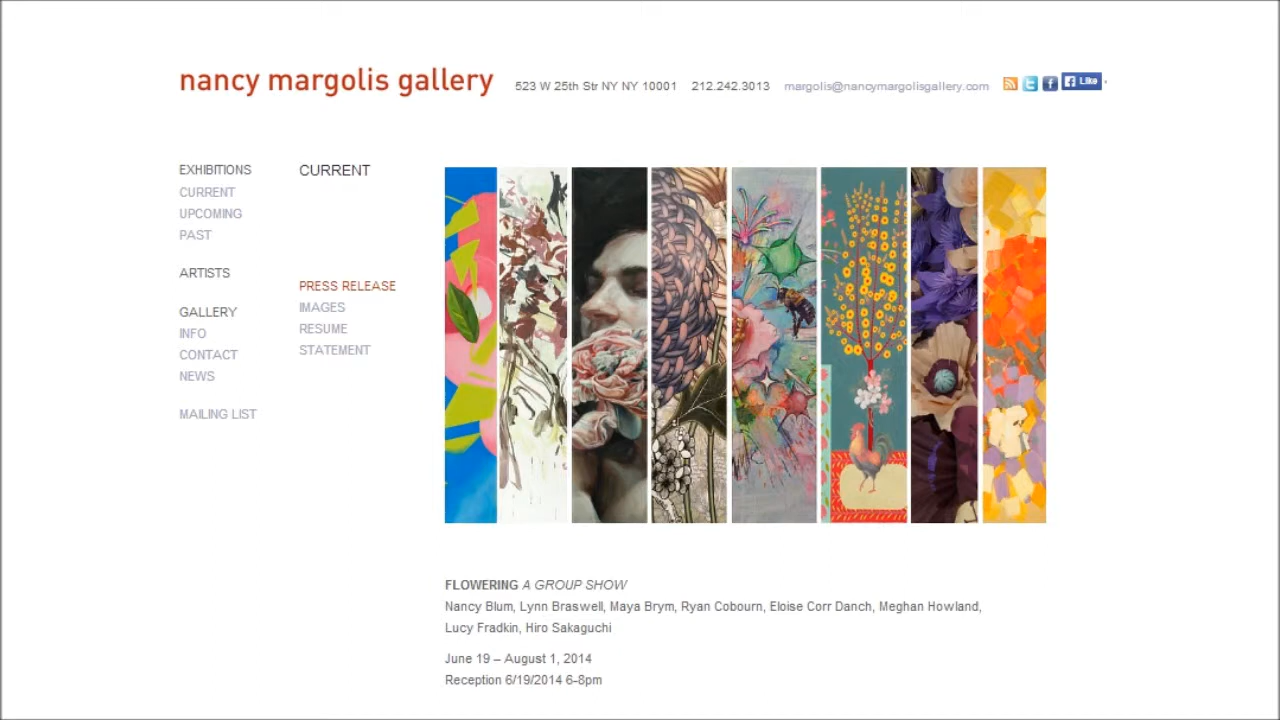 nancy margolis gallery 523 W 25th Str NY NY 10001 212.242.3013 margolis@nancymargolisgallery.com Like
EXHIBITIONS
CURRENT
UPCOMING
PAST
ARTISTS
GALLERY
INFO
CONTACT
NEWS
MAILING LIST
CURRENT
PRESS RELEASE
IMAGES
RESUME
STATEMENT
FLOWERING A GROUP SHOW
Nancy Blum, Lynn Braswell, Maya Brym, Ryan Cobourn, Eloise Corr Danch, Meghan Howland,
Lucy Fradkin, Hiro Sakaguchi
June 19 – August 1, 2014
Reception 6/19/2014 6-8pm